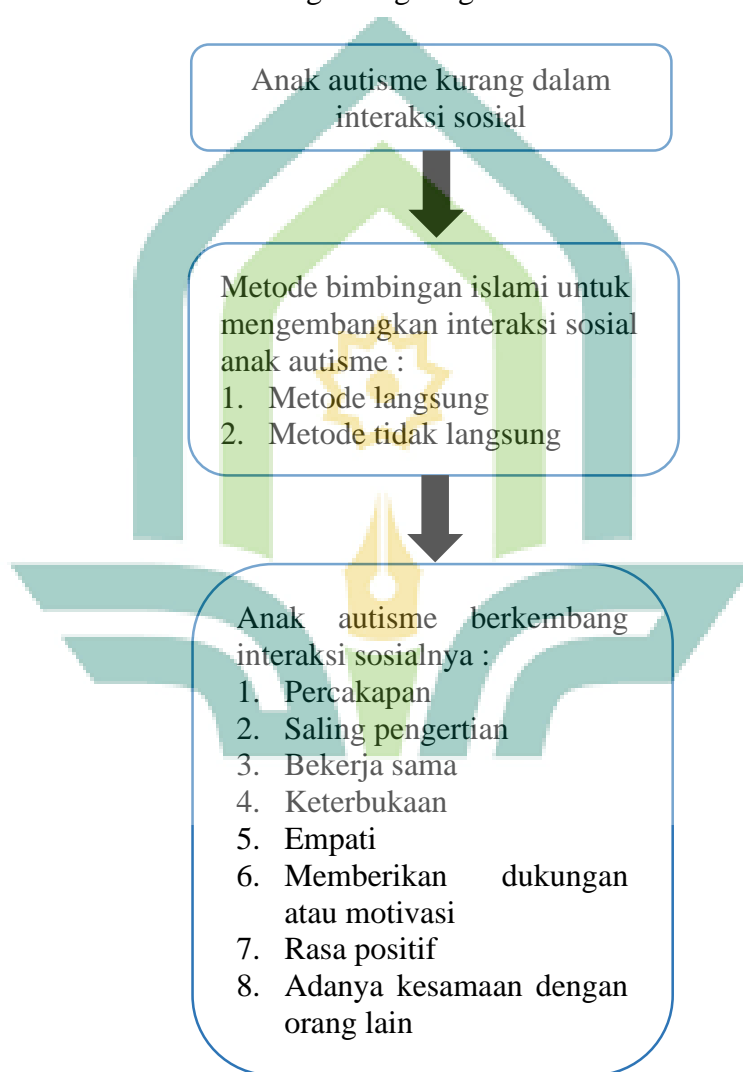 Anak autisme kurang dalam
interaksi sosial
Metode bimbingan islami untuk
mengembangkan interaksi sosial
anak autisme :
1. Metode langsung
2. Metode tidak langsung
Anak autisme berkembang
interaksi sosialnya :
1. Percakapan
2. Saling pengertian
3. Bekerja sama
4. Keterbukaan
5. Empati
6. Memberikan dukungan
atau motivasi
7. Rasa positif
8. Adanya kesamaan dengan
orang lain